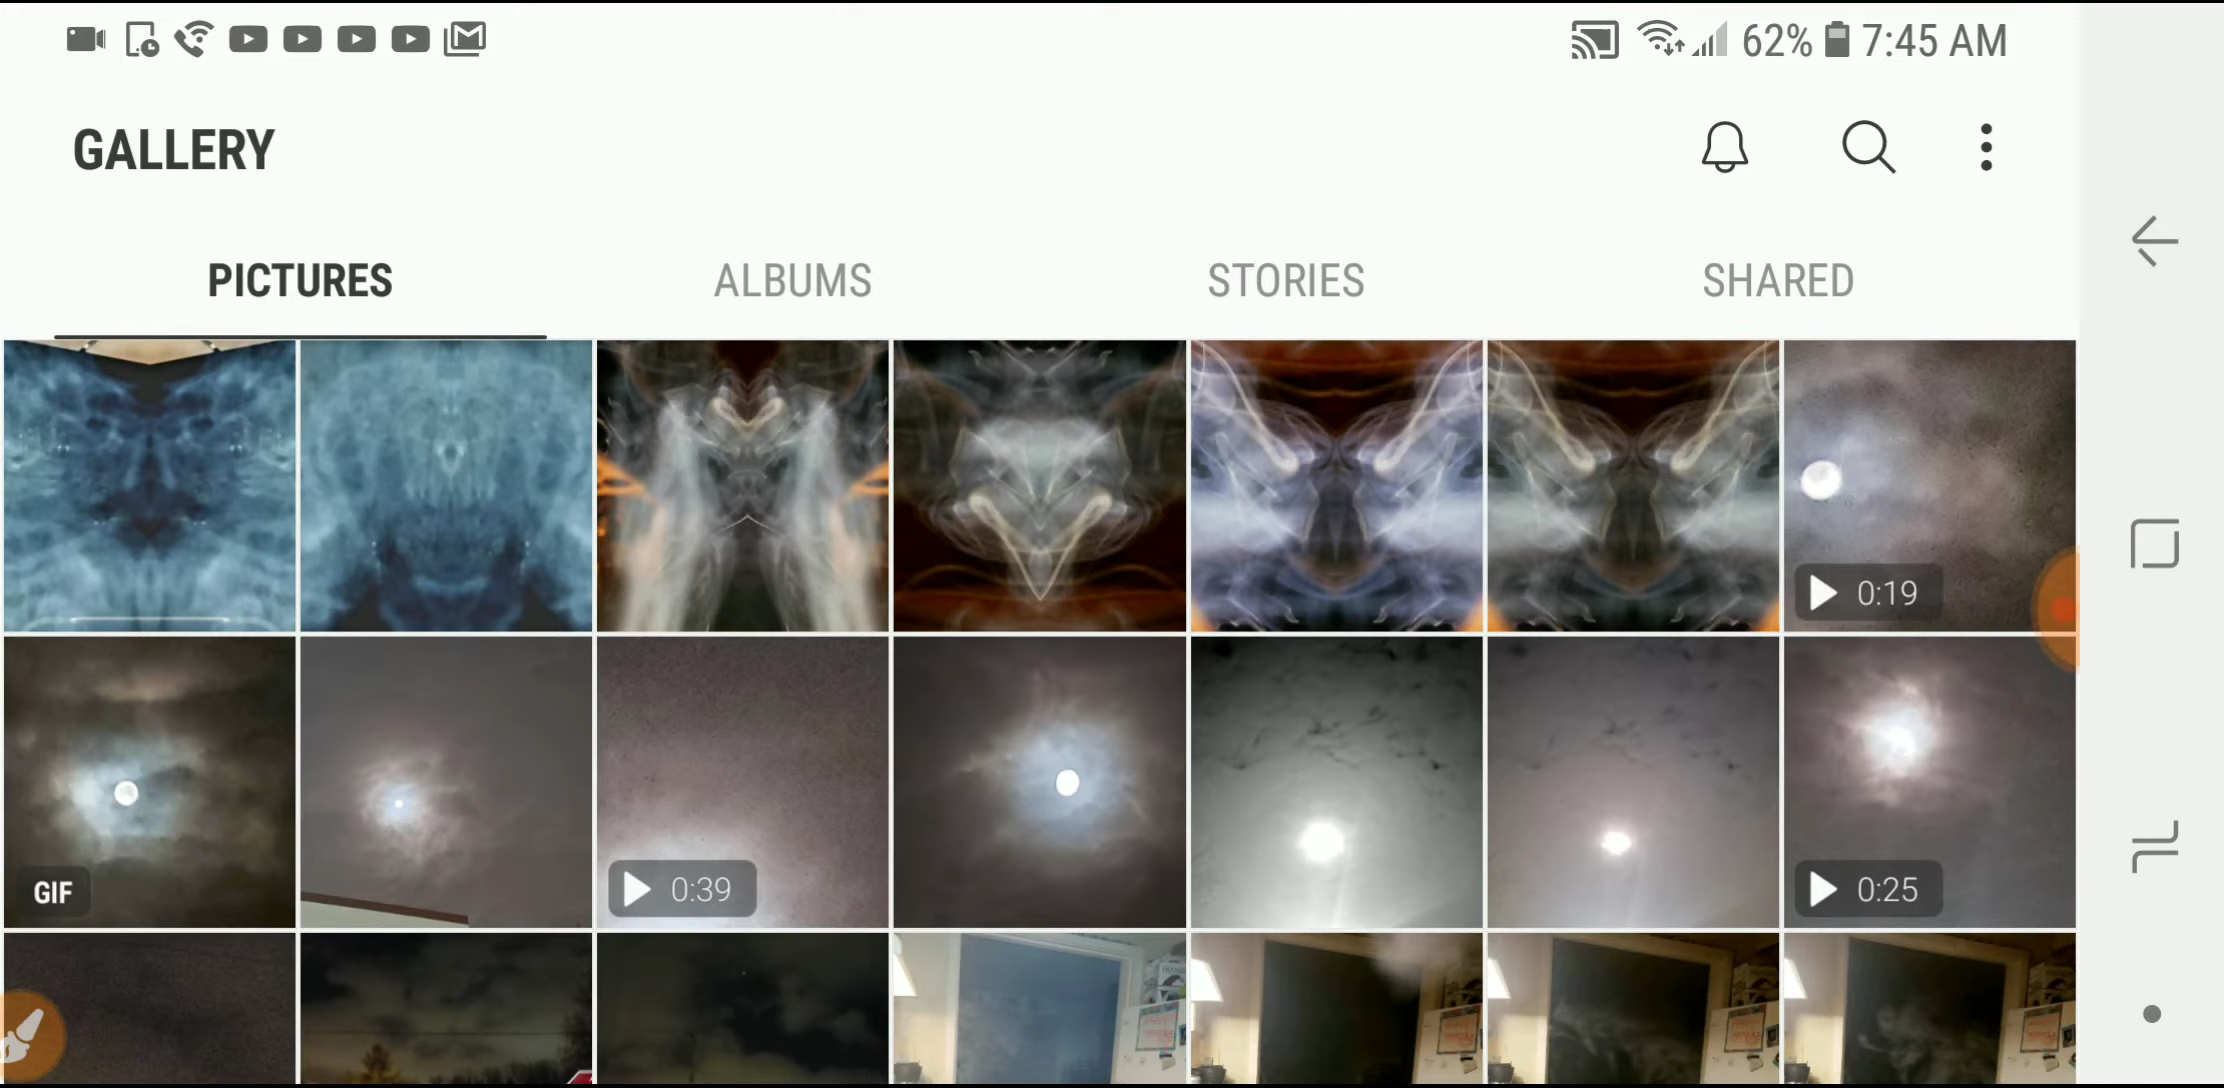 62% 7:45 AM
GALLERY
PICTURES ALBUMS STORIES SHARED
0:19
GIF
0:39
0:25